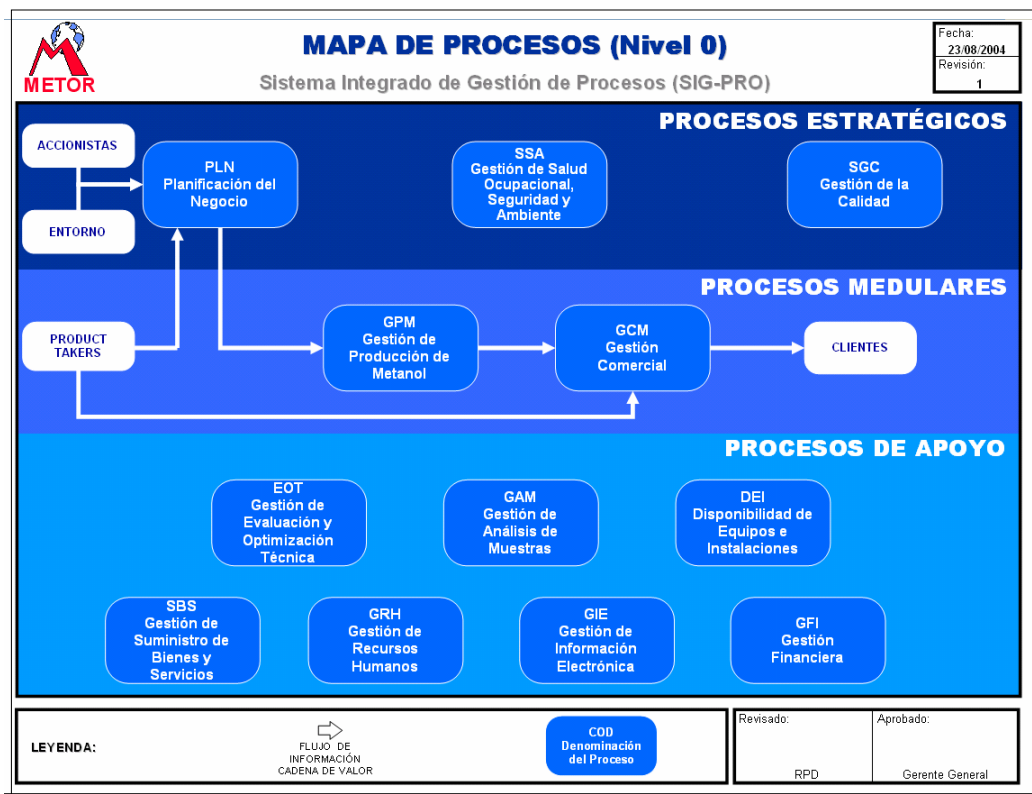 METOR
MAPA DE PROCESOS (Nivel 0)
Sistema Integrado de Gestión de Procesos (SIG-PRO)
Fecha:
23/08/2004
Revisión:
1
PROCESOS ESTRATÉGICOS
ACCIONISTAS
ENTORNO
PLN
Planificación del
Negocio
SSA
Gestión de Salud
Ocupacional,
Seguridad y
Ambiente
SGC
Gestión de la
Calidad
PROCESOS MEDULARES
PRODUCT
TAKERS
GPM
Gestión de
Producción de
Metanol
GCM
Gestión
Comercial
CLIENTES
PROCESOS DE APOYO
EOT
Gestión de
Evaluación y
Optimización
Técnica
GAM
Gestión de
Análisis de
Muestras
DEI
Disponibilidad de
Equipos e
Instalaciones
SBS
Gestión de
Suministro de
Bienes y
Servicios
GRH
Gestión de
Recursos
Humanos
GIE
Gestión de
Información
Electrónica
GFI
Gestión
Financiera
LEYENDA:
FLUJO DE
INFORMACIÓN
CADENA DE VALOR
COD
Denominación
del Proceso
Revisado:
RPD
Aprobado:
Gerente General